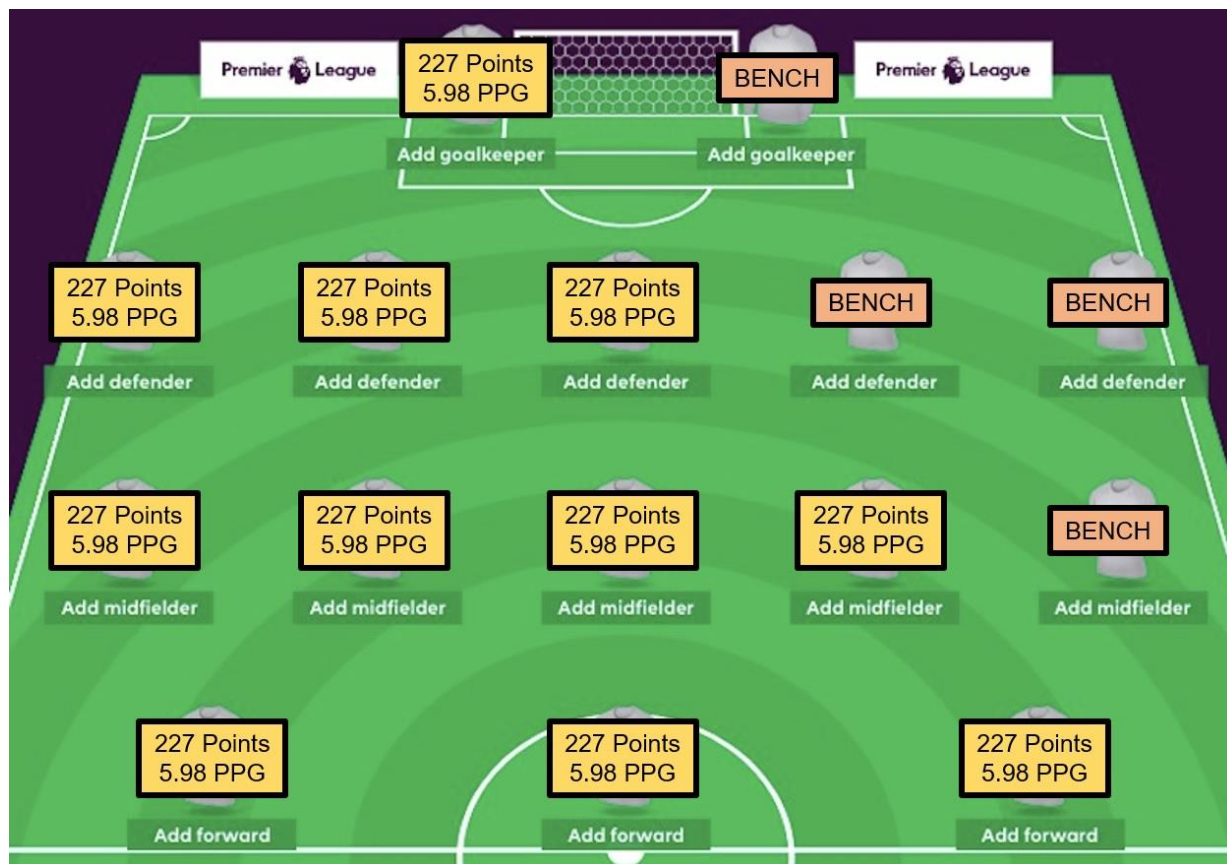 Premier League
227 Points
5.98 PPG
BENCH
Premier League
Add goalkeeper
Add goalkeeper
227 Points
5.98 PPG
227 Points
5.98 PPG
227 Points
5.98 PPG
BENCH
BENCH
Add defender
Add defender
Add defender
Add defender
Add defender
227 Points
5.98 PPG
227 Points
5.98 PPG
227 Points
5.98 PPG
227 Points
5.98 PPG
BENCH
Add midfielder
Add midfielder
Add midfielder
Add midfielder
Add midfielder
227 Points
5.98 PPG
227 Points
5.98 PPG
227 Points
5.98 PPG
Add forward
Add forward
Add forward